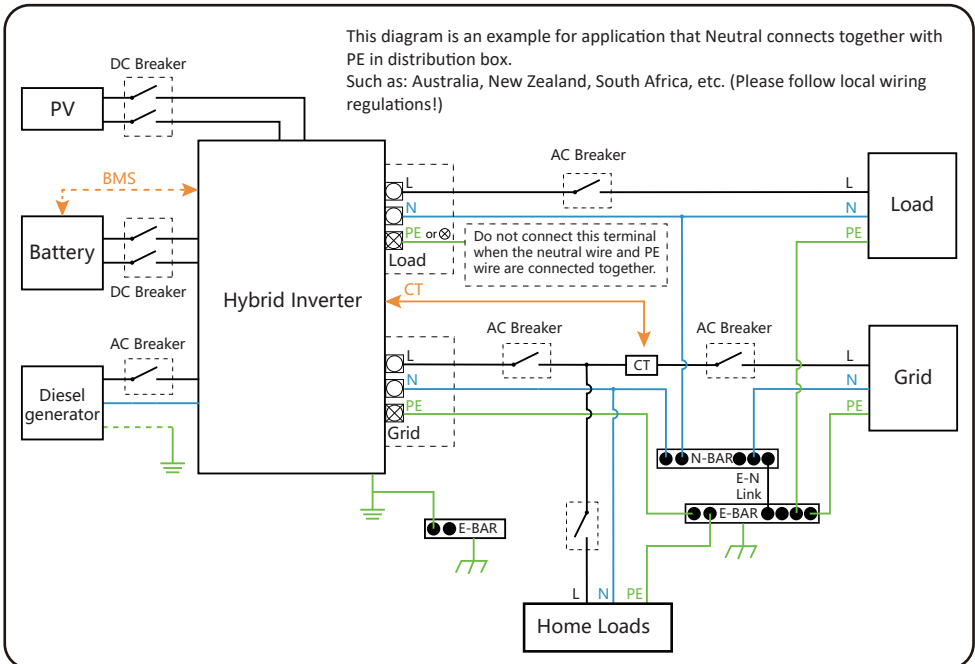 This diagram is an example for application that Neutral connects together with
PE in distribution box.
Such as: Australia, New Zealand, South Africa, etc. (Please follow local wiring
regulations!)
DC Breaker
PV
BMS
Battery
DC Breaker
AC Breaker
Diesel
generator
Hybrid Inverter
L
N
PE or
Load
Do not connect this terminal
when the neutral wire and PE
wire are connected together.
AC Breaker
L
N
PE
Load
CT
AC Breaker
CT
AC Breaker
L
N
PE
Grid
L
N
PE
Grid
N-BAR
E-N
Link
E-BAR
E-BAR
L N PE
Home Loads